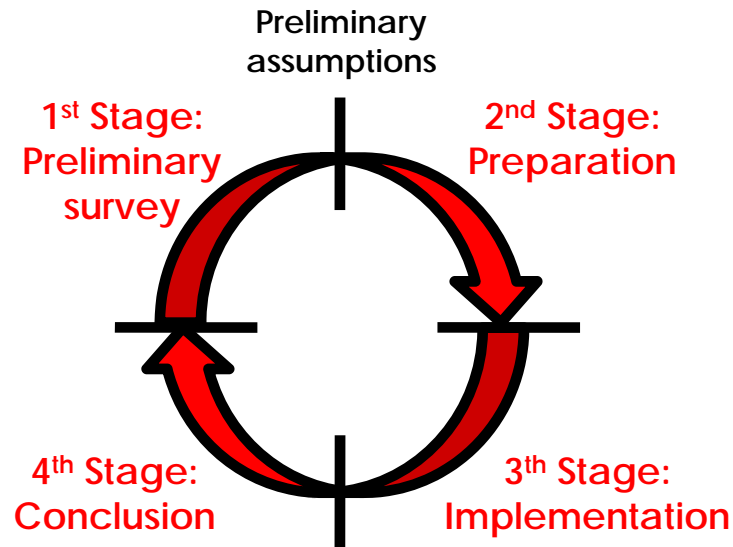 Preliminary
assumptions
1st Stage:
Preliminary
survey
2nd Stage:
Preparation
4th Stage:
Conclusion
3th Stage:
Implementation